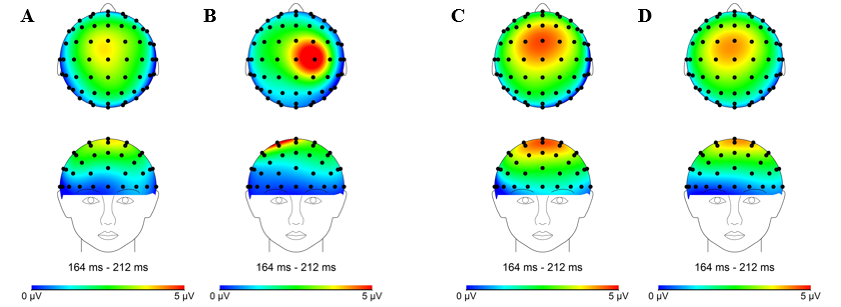 A B C D
164 ms - 212 ms 164 ms - 212 ms 164 ms - 212 ms 164 ms - 212 ms
0 µV 5 µV 0 µV 5 µV 0 µV 5 µV 0 µV 5 µV